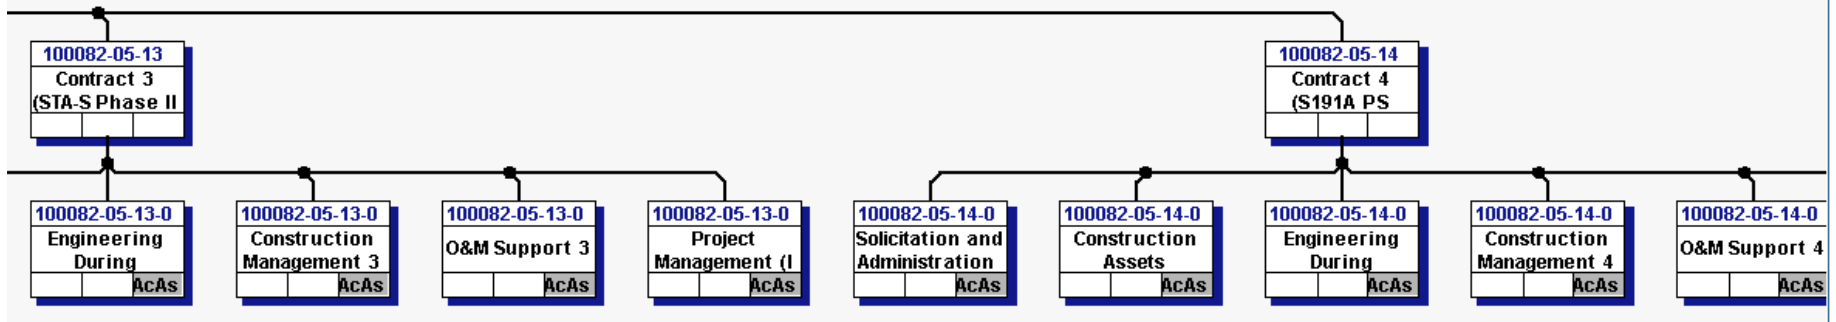 100082-05-13
Contract 3
(STA-S Phase II
100082-05-14
Contract 4
(S191A PS
100082-05-13-0
Engineering
During
AcAs
100082-05-13-0
Construction
Management 3
AcAs
100082-05-13-0
O&M Support 3
AcAs
100082-05-13-0
Project
Management (I
AcAs
100082-05-14-0
Solicitation and
Administration
AcAs
100082-05-14-0
Construction
Assets
AcAs
100082-05-14-0
Engineering
During
AcAs
100082-05-14-0
Construction
Management 4
AcAs
100082-05-14-0
O&M Support 4
AcAs